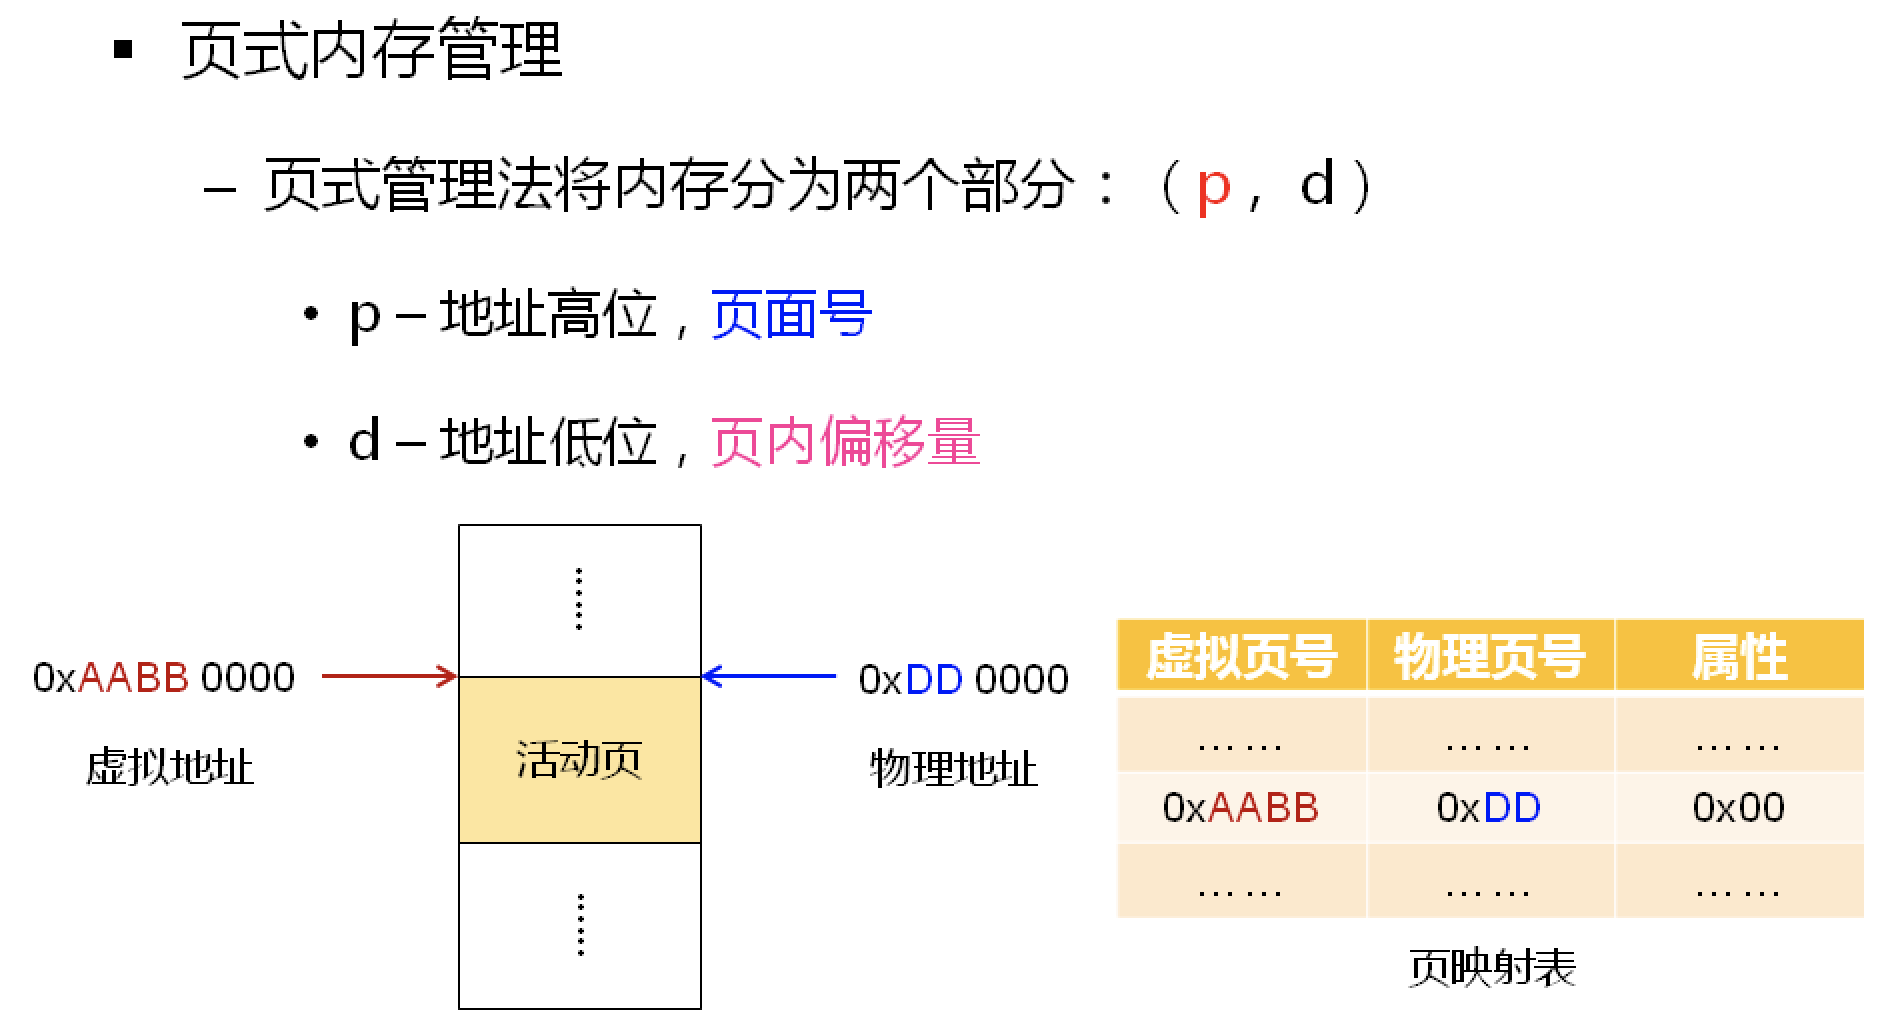 ▪ 页式内存管理
– 页式管理法将内存分为两个部分：（p，d）
• p – 地址高位，页面号
• d – 地址低位，页内偏移量
……
0xAABB 0000
虚拟地址
活动页
0xDD 0000
物理地址
……
虚拟页号 物理页号 属性
…… …… ……
0xAABB 0xDD 0x00
…… …… ……
页映射表